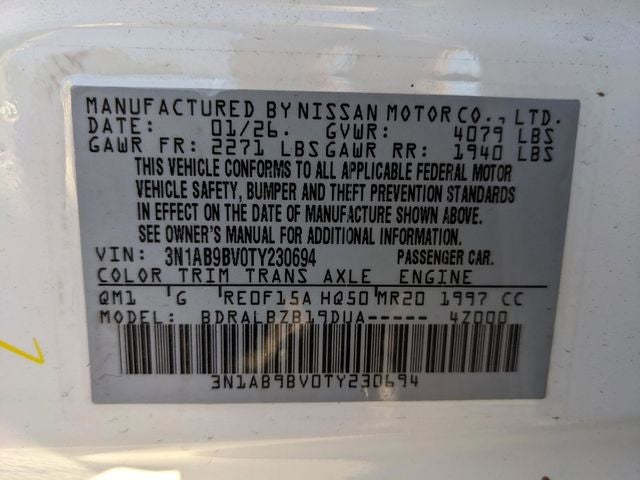 MANUFACTURED BY NISSAN MOTOR CO., LTD.
DATE: 01/26. GVWR: 4079 LBS
GAWR FR: 2271 LBS GAWR RR: 1940 LBS
THIS VEHICLE CONFORMS TO ALL APPLICABLE FEDERAL MOTOR
VEHICLE SAFETY, BUMPER AND THEFT PREVENTION STANDARDS
IN EFFECT ON THE DATE OF MANUFACTURE SHOWN ABOVE.
SEE OWNER'S MANUAL FOR ADDITIONAL INFORMATION.
VIN: 3N1AB9BV0TY230694 PASSENGER CAR.
COLOR TRIM TRANS AXLE ENGINE
QM1 G RE0F15A HQ50 MR20 1997 CC
MODEL: BDRALBZB19DUA----- 4Z000
3N1AB9BV0TY230694